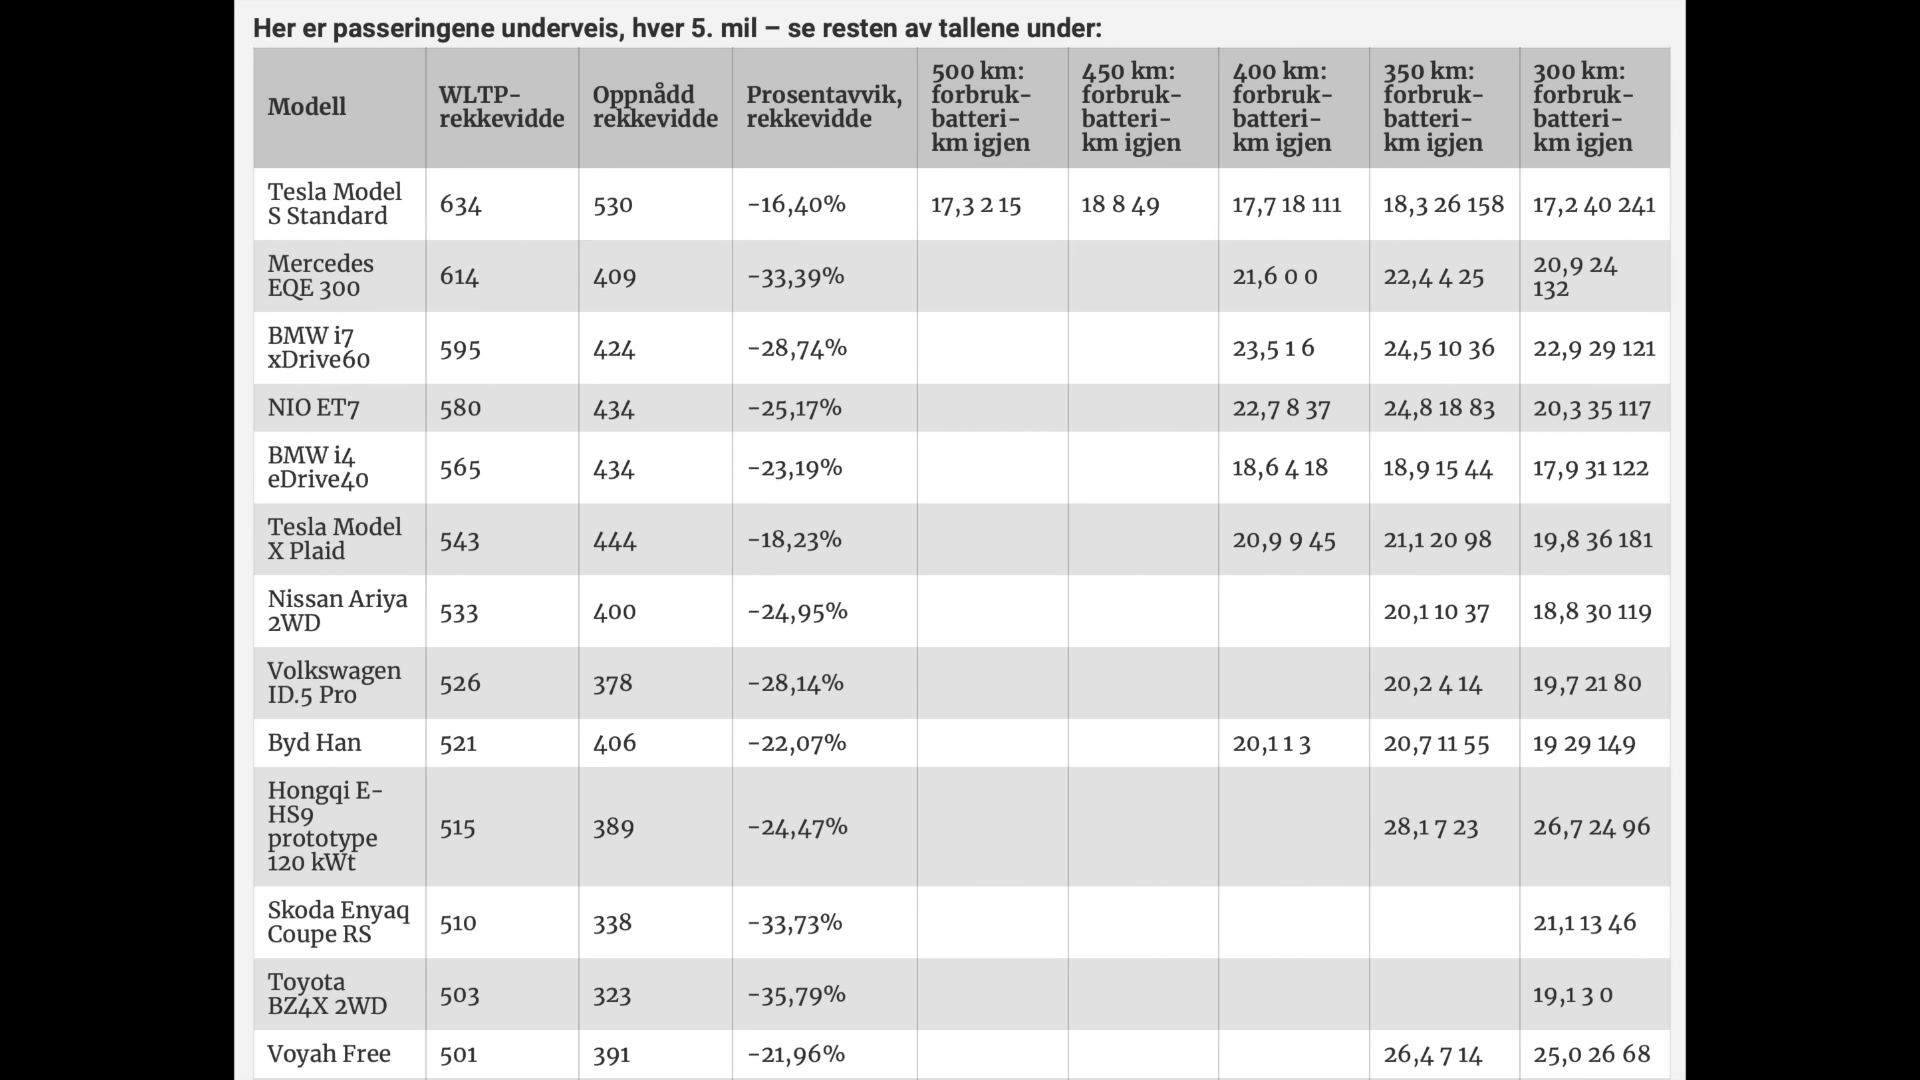 Her er passeringene underveis, hver 5. mil – se resten av tallene under:
Modell
WLTP-
rekkevidde
Oppnådd
rekkevidde
Prosentavvik,
rekkevidde
500 km:
forbruk-
batteri-
km igjen
450 km:
forbruk-
batteri-
km igjen
400 km:
forbruk-
batteri-
km igjen
350 km:
forbruk-
batteri-
km igjen
300 km:
forbruk-
batteri-
km igjen
Tesla Model
S Standard
634
530
-16,40%
17,3 2 15
18 8 49
17,7 18 111
18,3 26 158
17,2 40 241
Mercedes
EQE 300
614
409
-33,39%
21,6 0 0
22,4 4 25
20,9 24
132
BMW i7
xDrive60
595
424
-28,74%
23,5 1 6
24,5 10 36
22,9 29 121
NIO ET7
580
434
-25,17%
22,7 8 37
24,8 18 83
20,3 35 117
BMW i4
eDrive40
565
434
-23,19%
18,6 4 18
18,9 15 44
17,9 31 122
Tesla Model
X Plaid
543
444
-18,23%
20,9 9 45
21,1 20 98
19,8 36 181
Nissan Ariya
2WD
533
400
-24,95%
20,1 10 37
18,8 30 119
Volkswagen
ID.5 Pro
526
378
-28,14%
20,2 4 14
19,7 21 80
Byd Han
521
406
-22,07%
20,1 1 3
20,7 11 55
19 29 149
Hongqi E-
HS9
prototype
120 kWt
515
389
-24,47%
28,1 7 23
26,7 24 96
Skoda Enyaq
Coupe RS
510
338
-33,73%
21,1 13 46
Toyota
BZ4X 2WD
503
323
-35,79%
19,1 3 0
Voyah Free
501
391
-21,96%
26,4 7 14
25,0 26 68